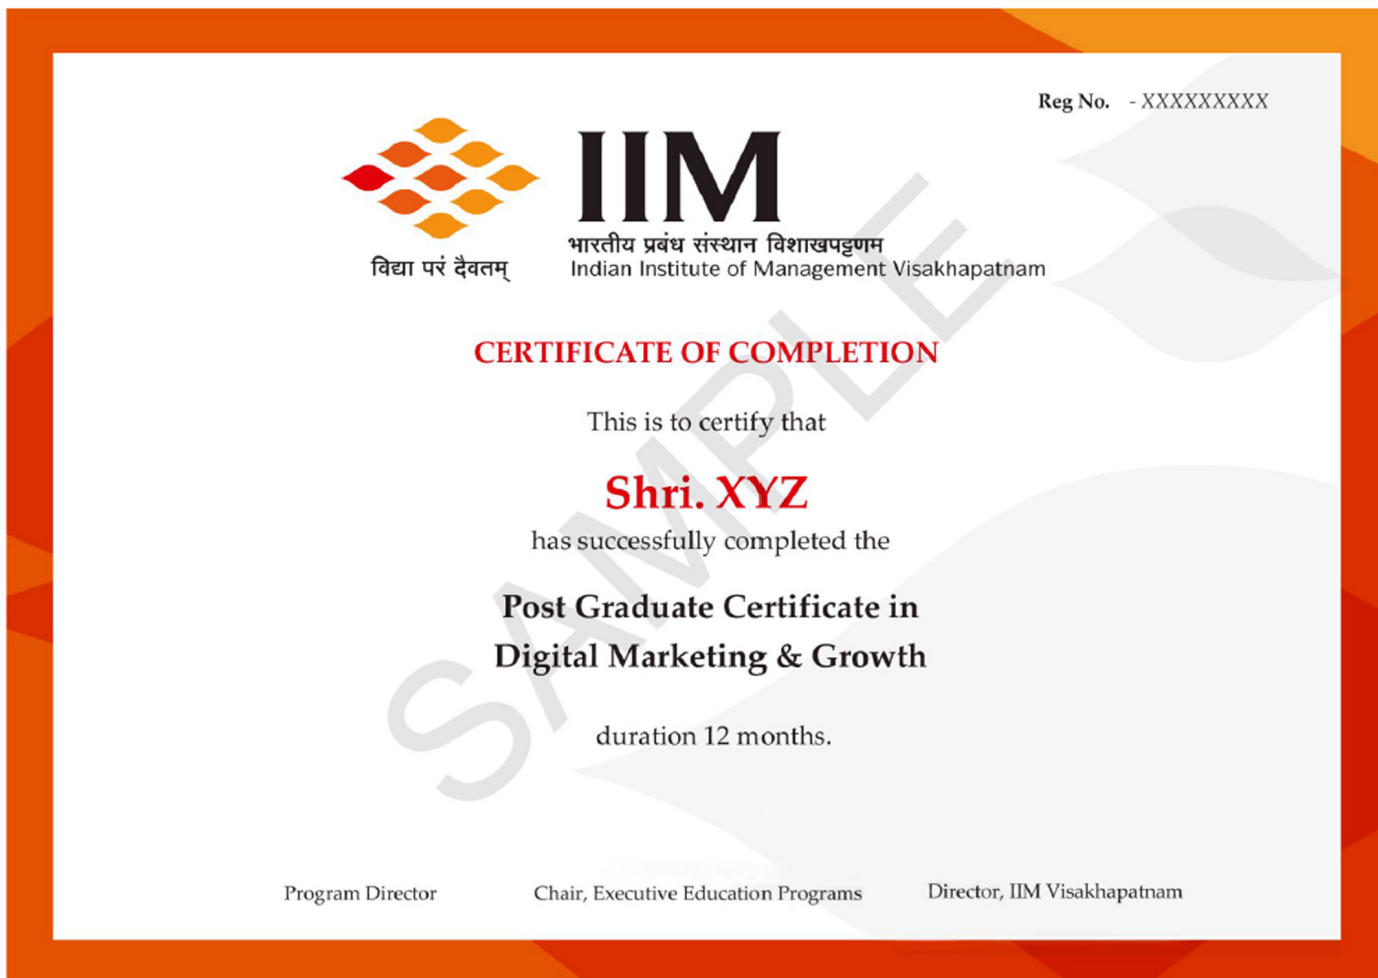 Reg No. - XXXXXXXXX
IIM
भारतीय प्रबंध संस्थान विशाखपट्टणम
विद्या परं दैवतम्
Indian Institute of Management Visakhapatnam
CERTIFICATE OF COMPLETION
This is to certify that
Shri. XYZ
has successfully completed the
Post Graduate Certificate in
Digital Marketing & Growth
duration 12 months.
SAMPLE
Program Director
Chair, Executive Education Programs
Director, IIM Visakhapatnam